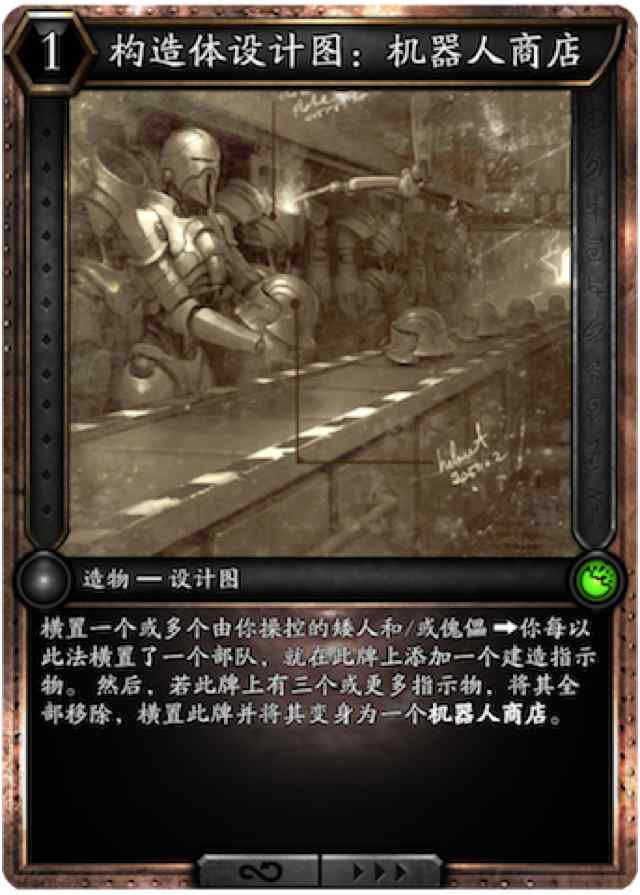 1
构造体设计图：机器人商店
helmet
造物 — 设计图
横置一个或多个由你操控的矮人和/或傀儡➡你每以
此法横置了一个部队，就在此牌上添加一个建造指示
物。然后，若此牌上有三个或更多指示物，将其全
部移除，横置此牌并将其变身为一个机器人商店。